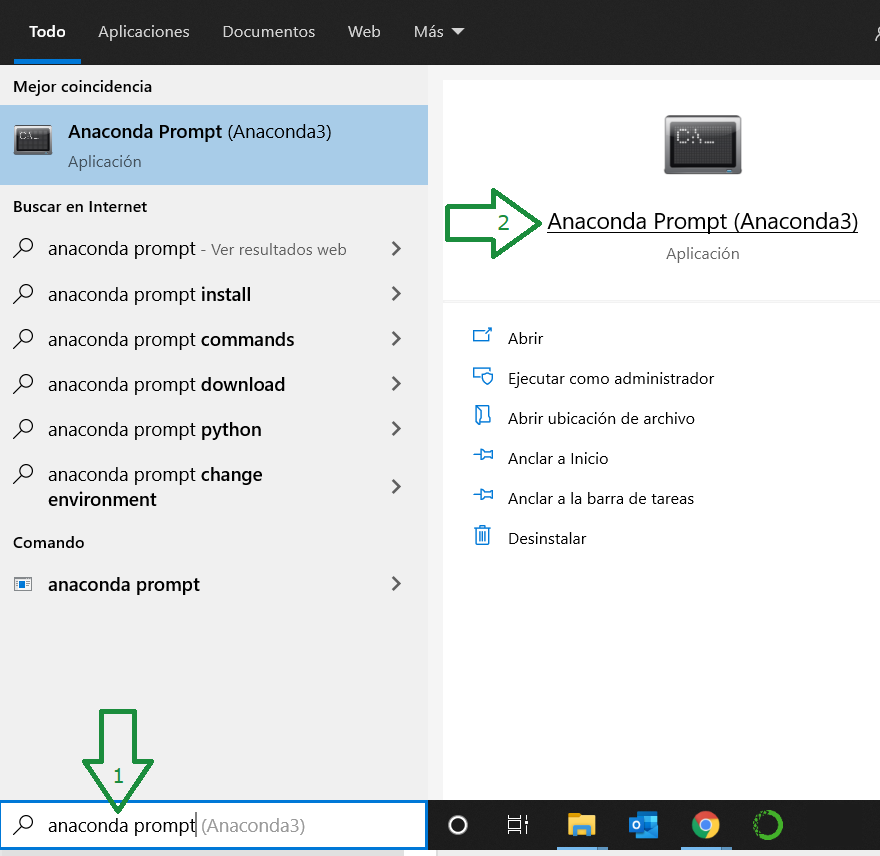 Todo Aplicaciones Documentos Web Más
Mejor coincidencia
Anaconda Prompt (Anaconda3)
Aplicación
Buscar en Internet
anaconda prompt - Ver resultados web
anaconda prompt install
anaconda prompt commands
anaconda prompt download
anaconda prompt python
anaconda prompt change
environment
Comando
anaconda prompt
1
anaconda prompt (Anaconda3)
C:\_
2
Anaconda Prompt (Anaconda3)
Aplicación
Abrir
Ejecutar como administrador
Abrir ubicación de archivo
Anclar a Inicio
Anclar a la barra de tareas
Desinstalar